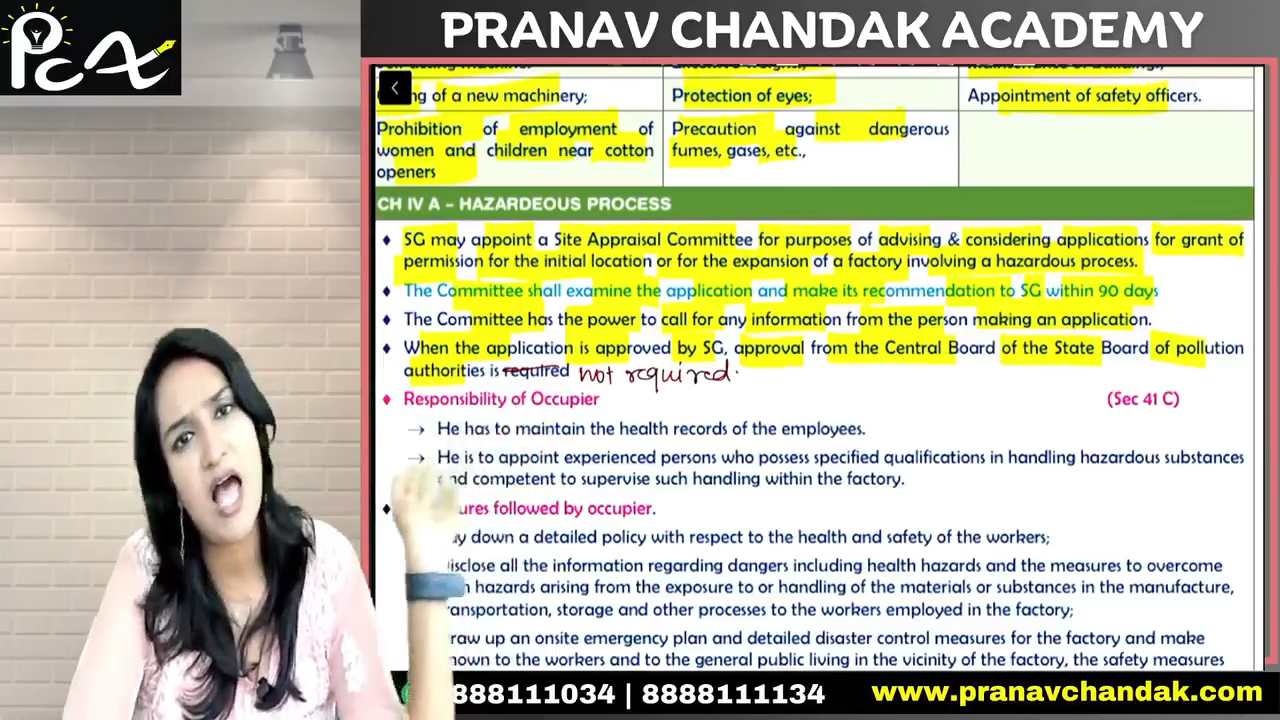 PCA
PRANAV CHANDAK ACADEMY
of a new machinery;
Protection of eyes;
Appointment of safety officers.
Prohibition of employment of
women and children near cotton
openers
Precaution against dangerous
fumes, gases, etc.,
CH IV A – HAZARDEOUS PROCESS
♦ SG may appoint a Site Appraisal Committee for purposes of advising & considering applications for grant of
permission for the initial location or for the expansion of a factory involving a hazardous process.
♦ The Committee shall examine the application and make its recommendation to SG within 90 days
♦ The Committee has the power to call for any information from the person making an application.
♦ When the application is approved by SG, approval from the Central Board of the State Board of pollution
authorities is required not required.
♦ Responsibility of Occupier (Sec 41 C)
→ He has to maintain the health records of the employees.
→ He is to appoint experienced persons who possess specified qualifications in handling hazardous substances
and competent to supervise such handling within the factory.
♦ followed by occupier.
down a detailed policy with respect to the health and safety of the workers;
disclose all the information regarding dangers including health hazards and the measures to overcome
hazards arising from the exposure to or handling of the materials or substances in the manufacture,
transportation, storage and other processes to the workers employed in the factory;
draw up an onsite emergency plan and detailed disaster control measures for the factory and make
known to the workers and to the general public living in the vicinity of the factory, the safety measures
888111034 | 8888111134
www.pranavchandak.com